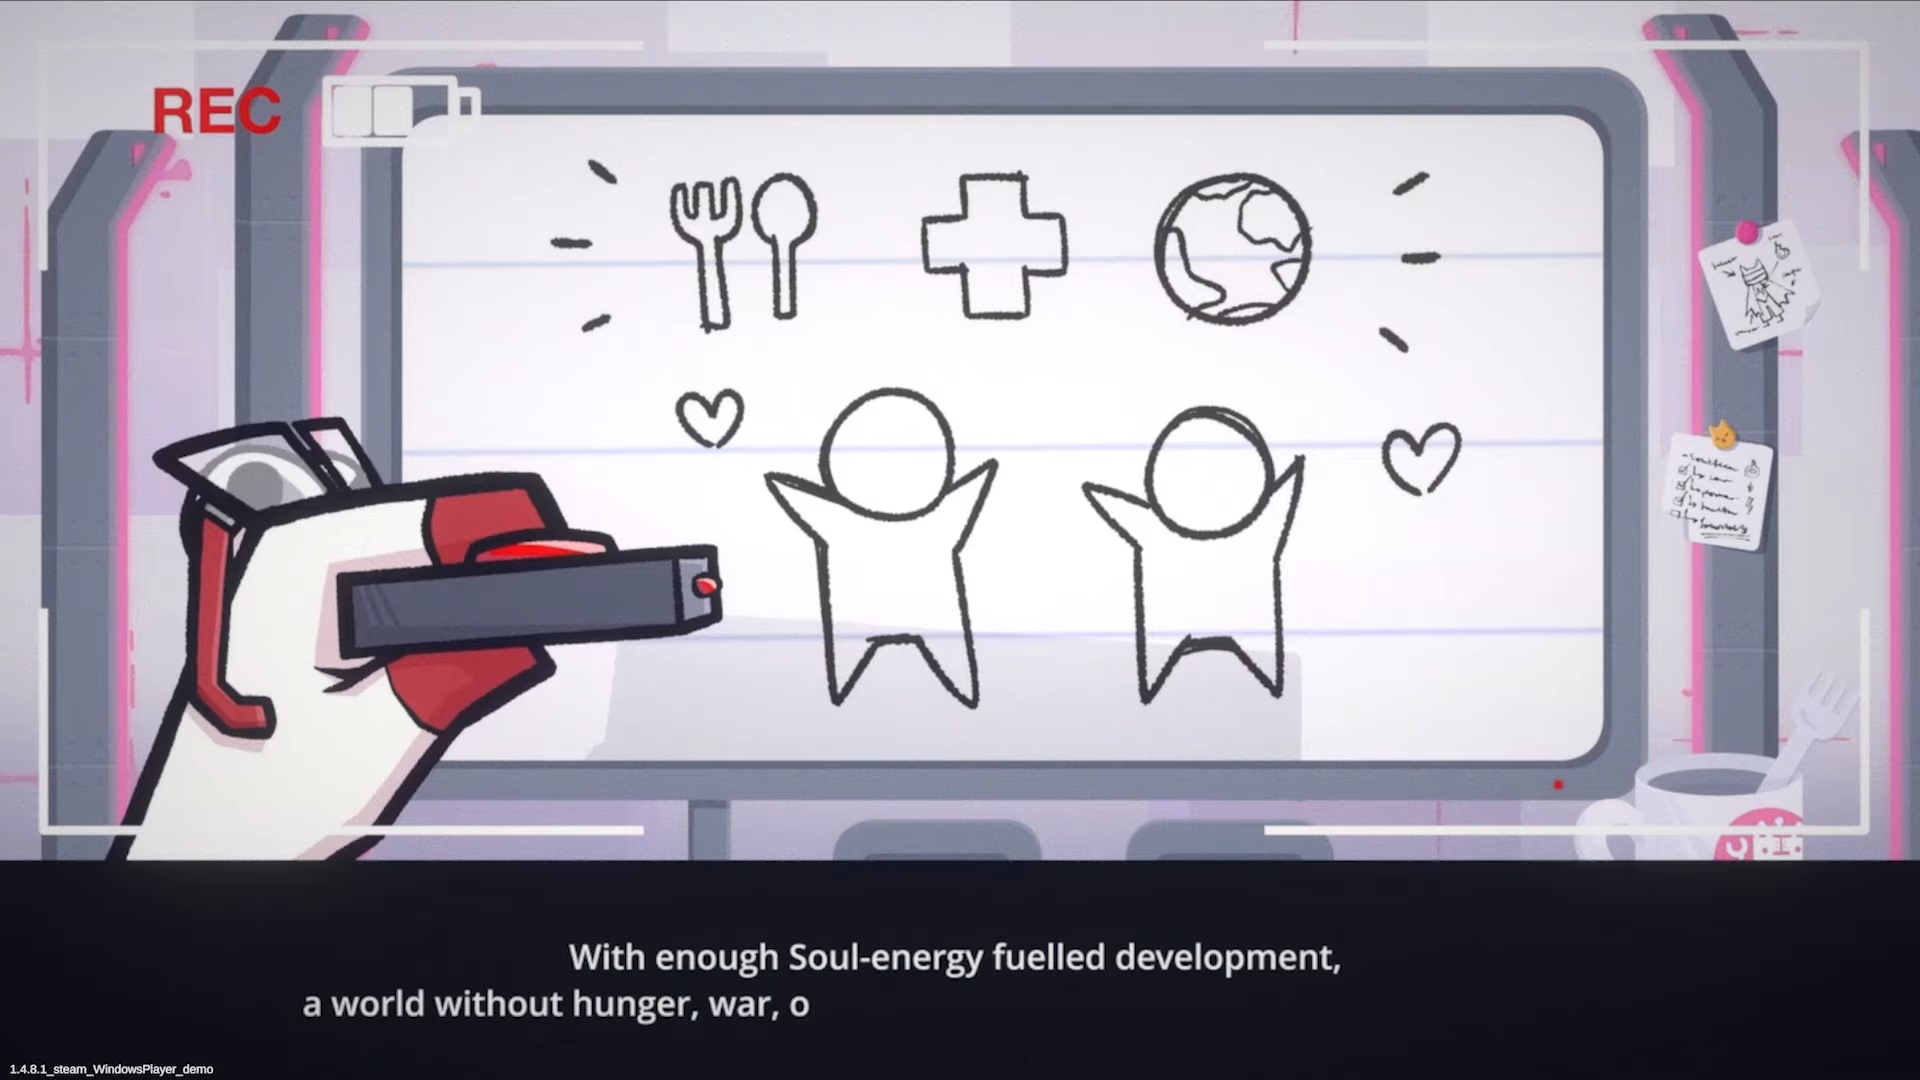 REC
With enough Soul-energy fuelled development,
a world without hunger, war, o
1.4.8.1_steam_WindowsPlayer_demo